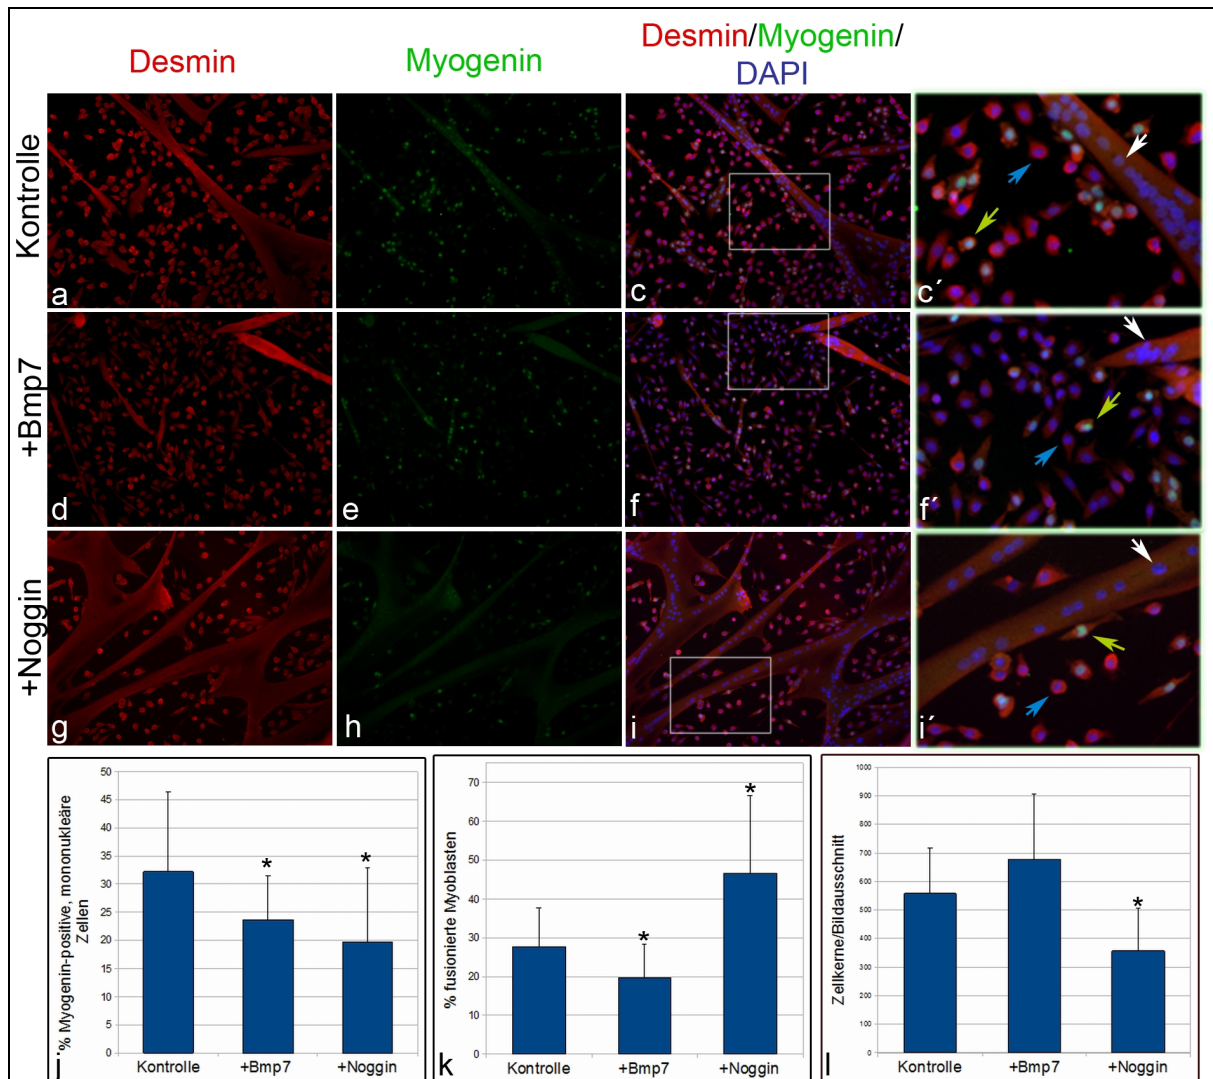 Desmin
Myogenin
Desmin/Myogenin/
DAPI
Kontrolle
a
c
c´
+Bmp7
d
e
f
f´
+Noggin
g
h
i
i´
% Myogenin-positive, mononukleäre
Zellen
50
45
40
35
30
25
20
15
10
5
0
*
*
Kontrolle
+Bmp7
+Noggin
j
% fusionierte Myoblasten
70
60
50
40
30
20
10
0
*
*
Kontrolle
+Bmp7
+Noggin
k
Zellkerne/Bildausschnitt
1000
900
800
700
600
500
400
300
200
100
0
*
Kontrolle
+Bmp7
+Noggin
l